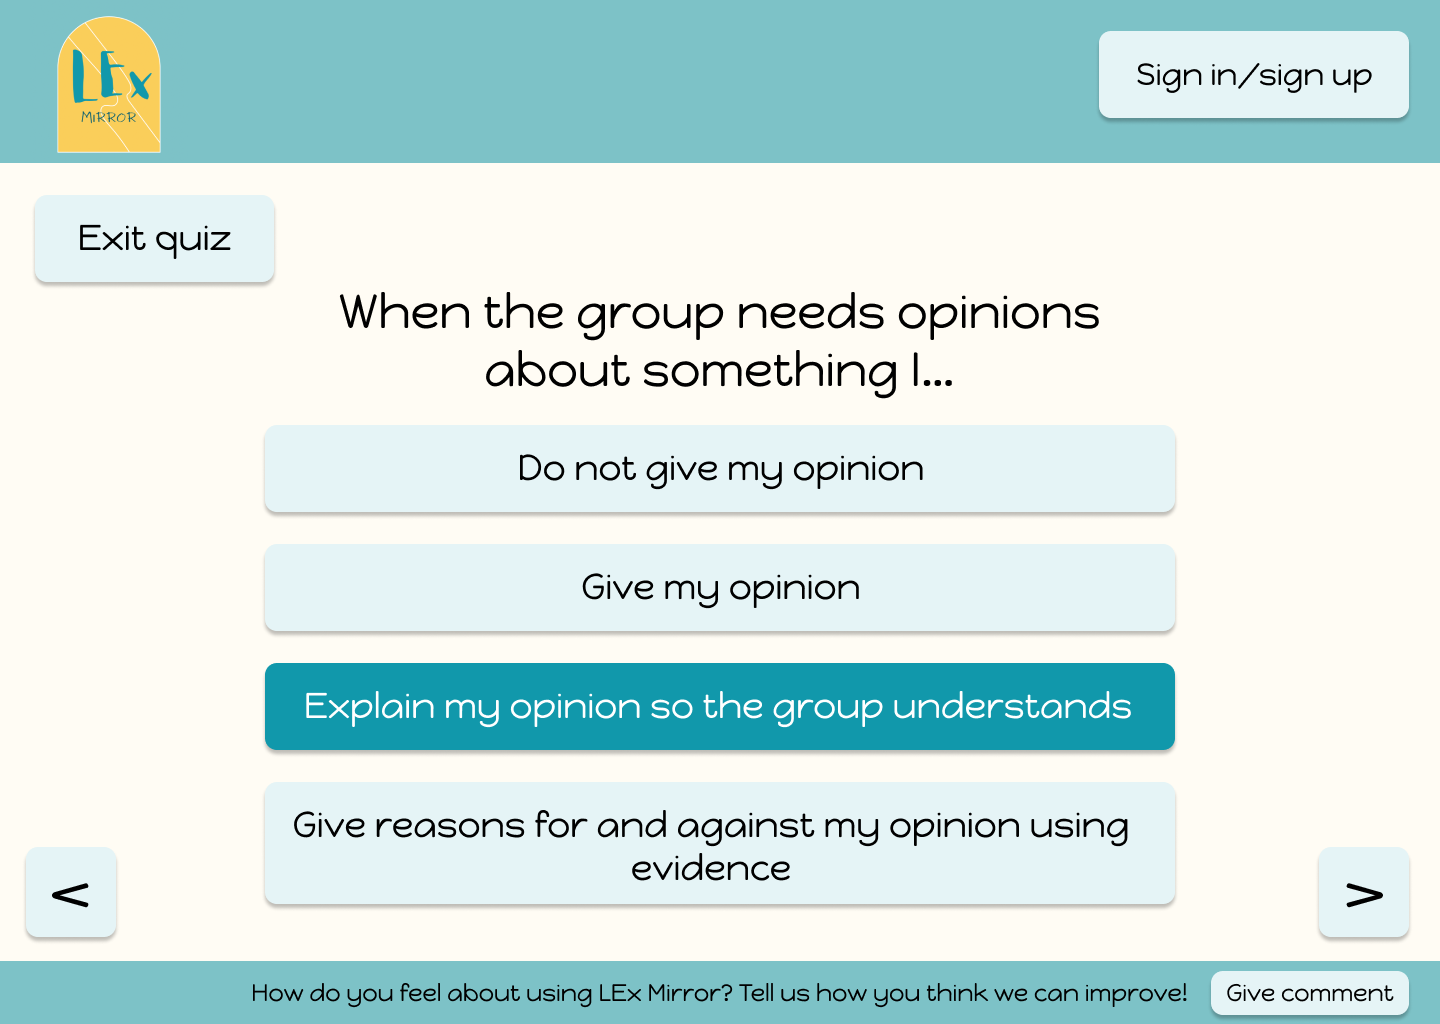 LEx
MIRROR
Sign in/sign up
Exit quiz
When the group needs opinions
about something I...
Do not give my opinion
Give my opinion
Explain my opinion so the group understands
Give reasons for and against my opinion using
evidence
<
>
How do you feel about using LEx Mirror? Tell us how you think we can improve!
Give comment